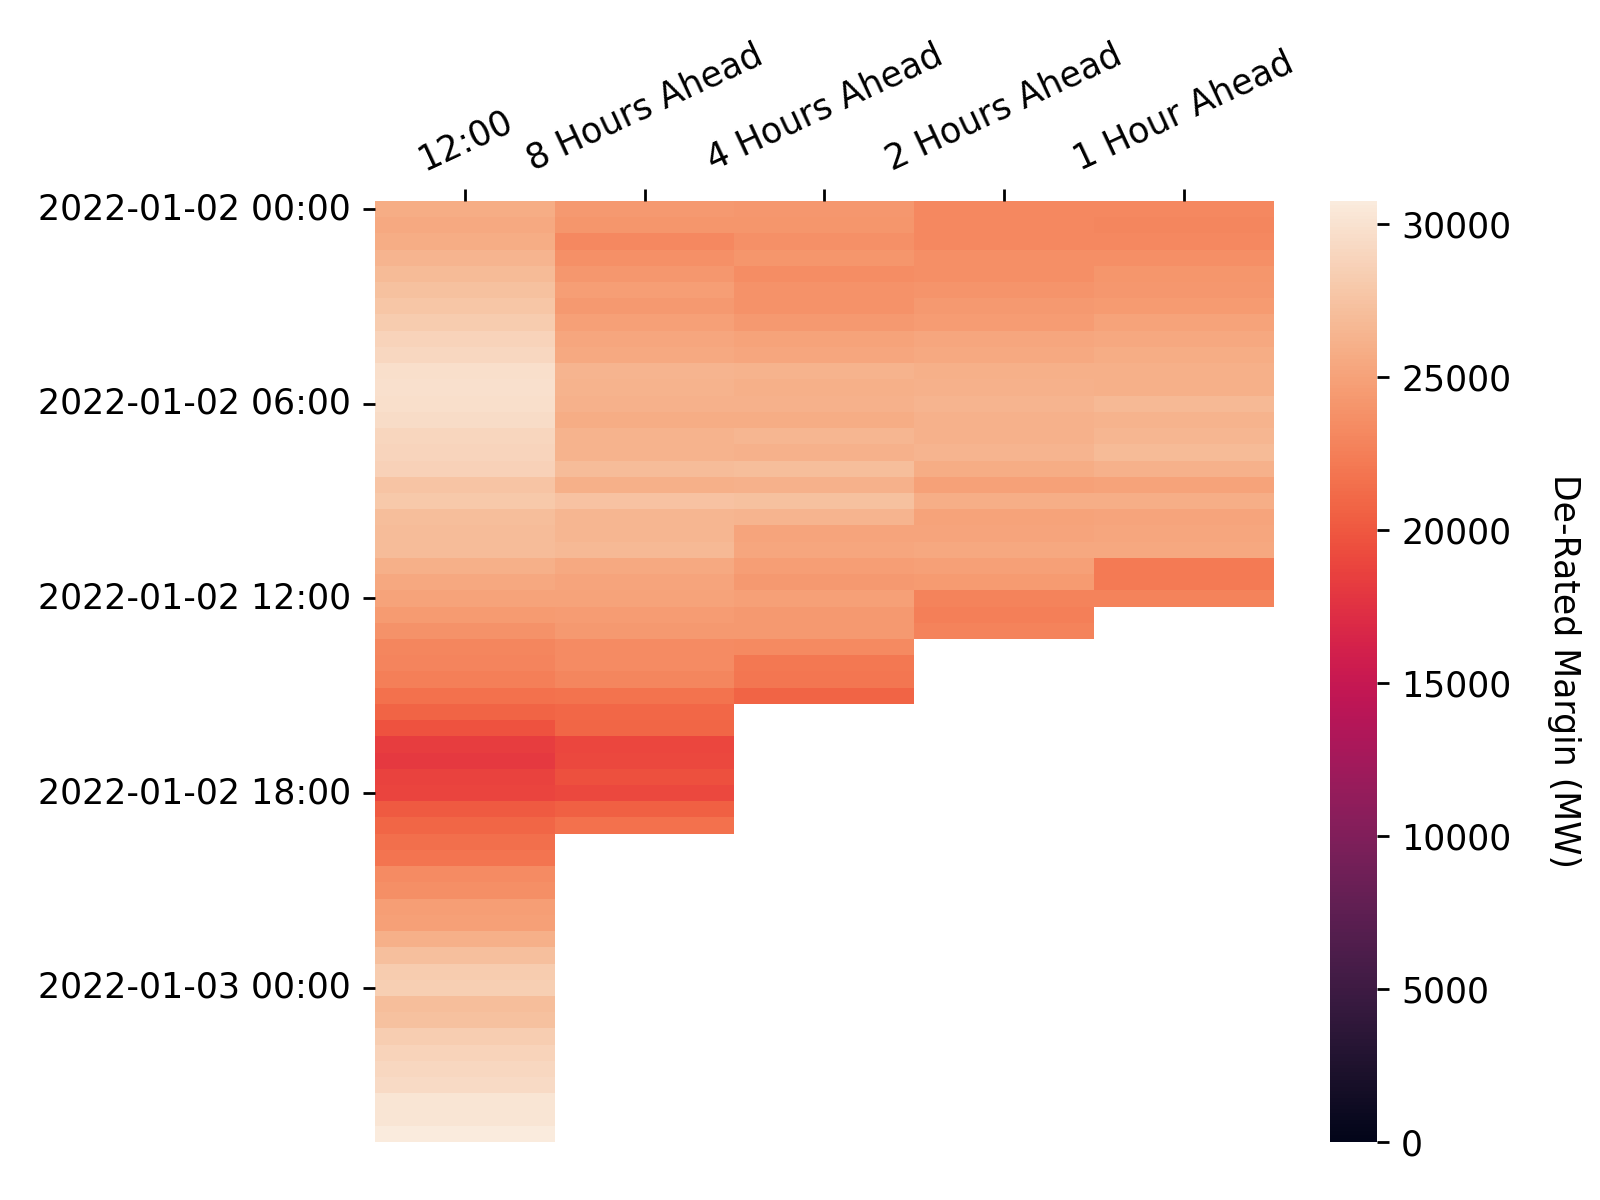 12:00
8 Hours Ahead
4 Hours Ahead
2 Hours Ahead
1 Hour Ahead
2022-01-02 00:00
2022-01-02 06:00
2022-01-02 12:00
2022-01-02 18:00
2022-01-03 00:00
30000
25000
20000
15000
10000
5000
0
De-Rated Margin (MW)